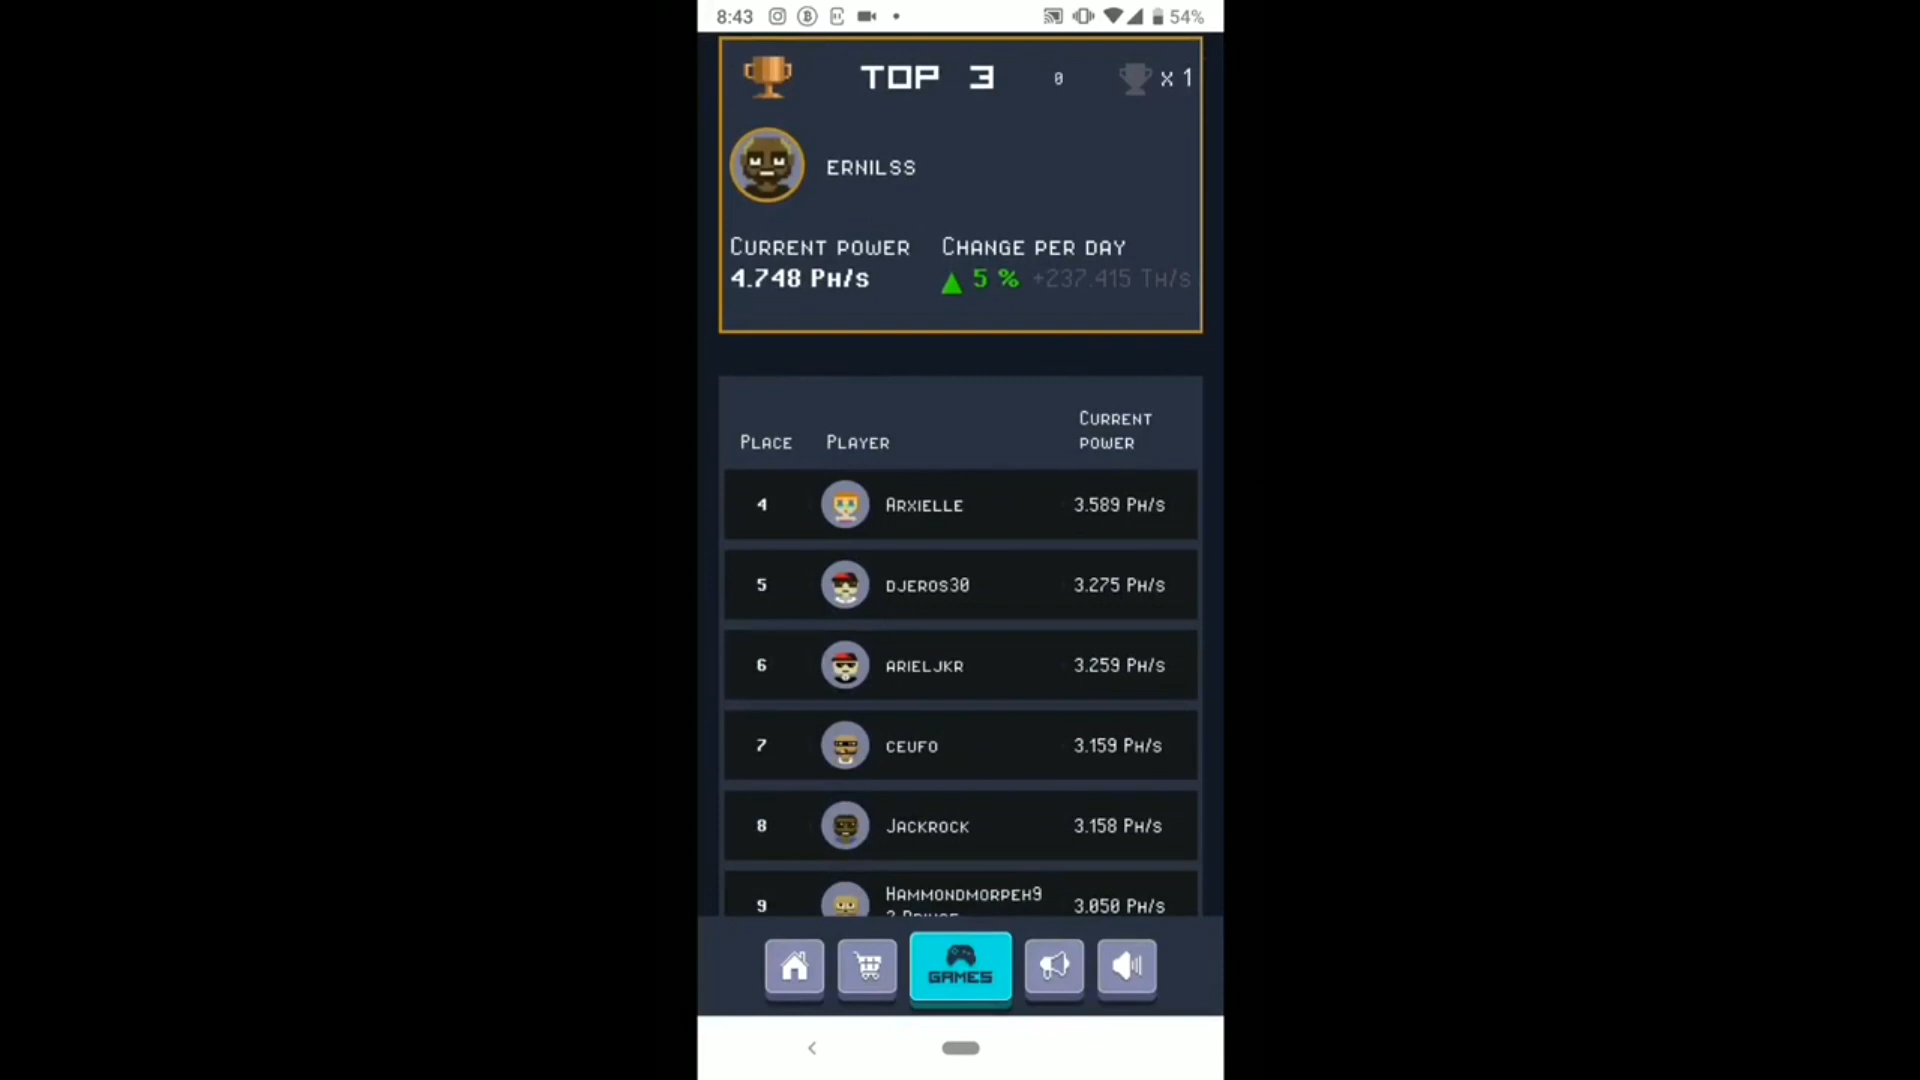 8:43 54%
TOP 3 0 x 1
ERNILSS
CURRENT POWER CHANGE PER DAY
4.748 PH/S 5 % +237.415 TH/S
CURRENT
PLACE PLAYER POWER
4 ARXIELLE 3.589 PH/S
5 DJEROS30 3.275 PH/S
6 ARIELJKR 3.259 PH/S
7 CEUFO 3.159 PH/S
8 JACKROCK 3.158 PH/S
9 HAMMONDMORPEH9 3.050 PH/S
GAMES